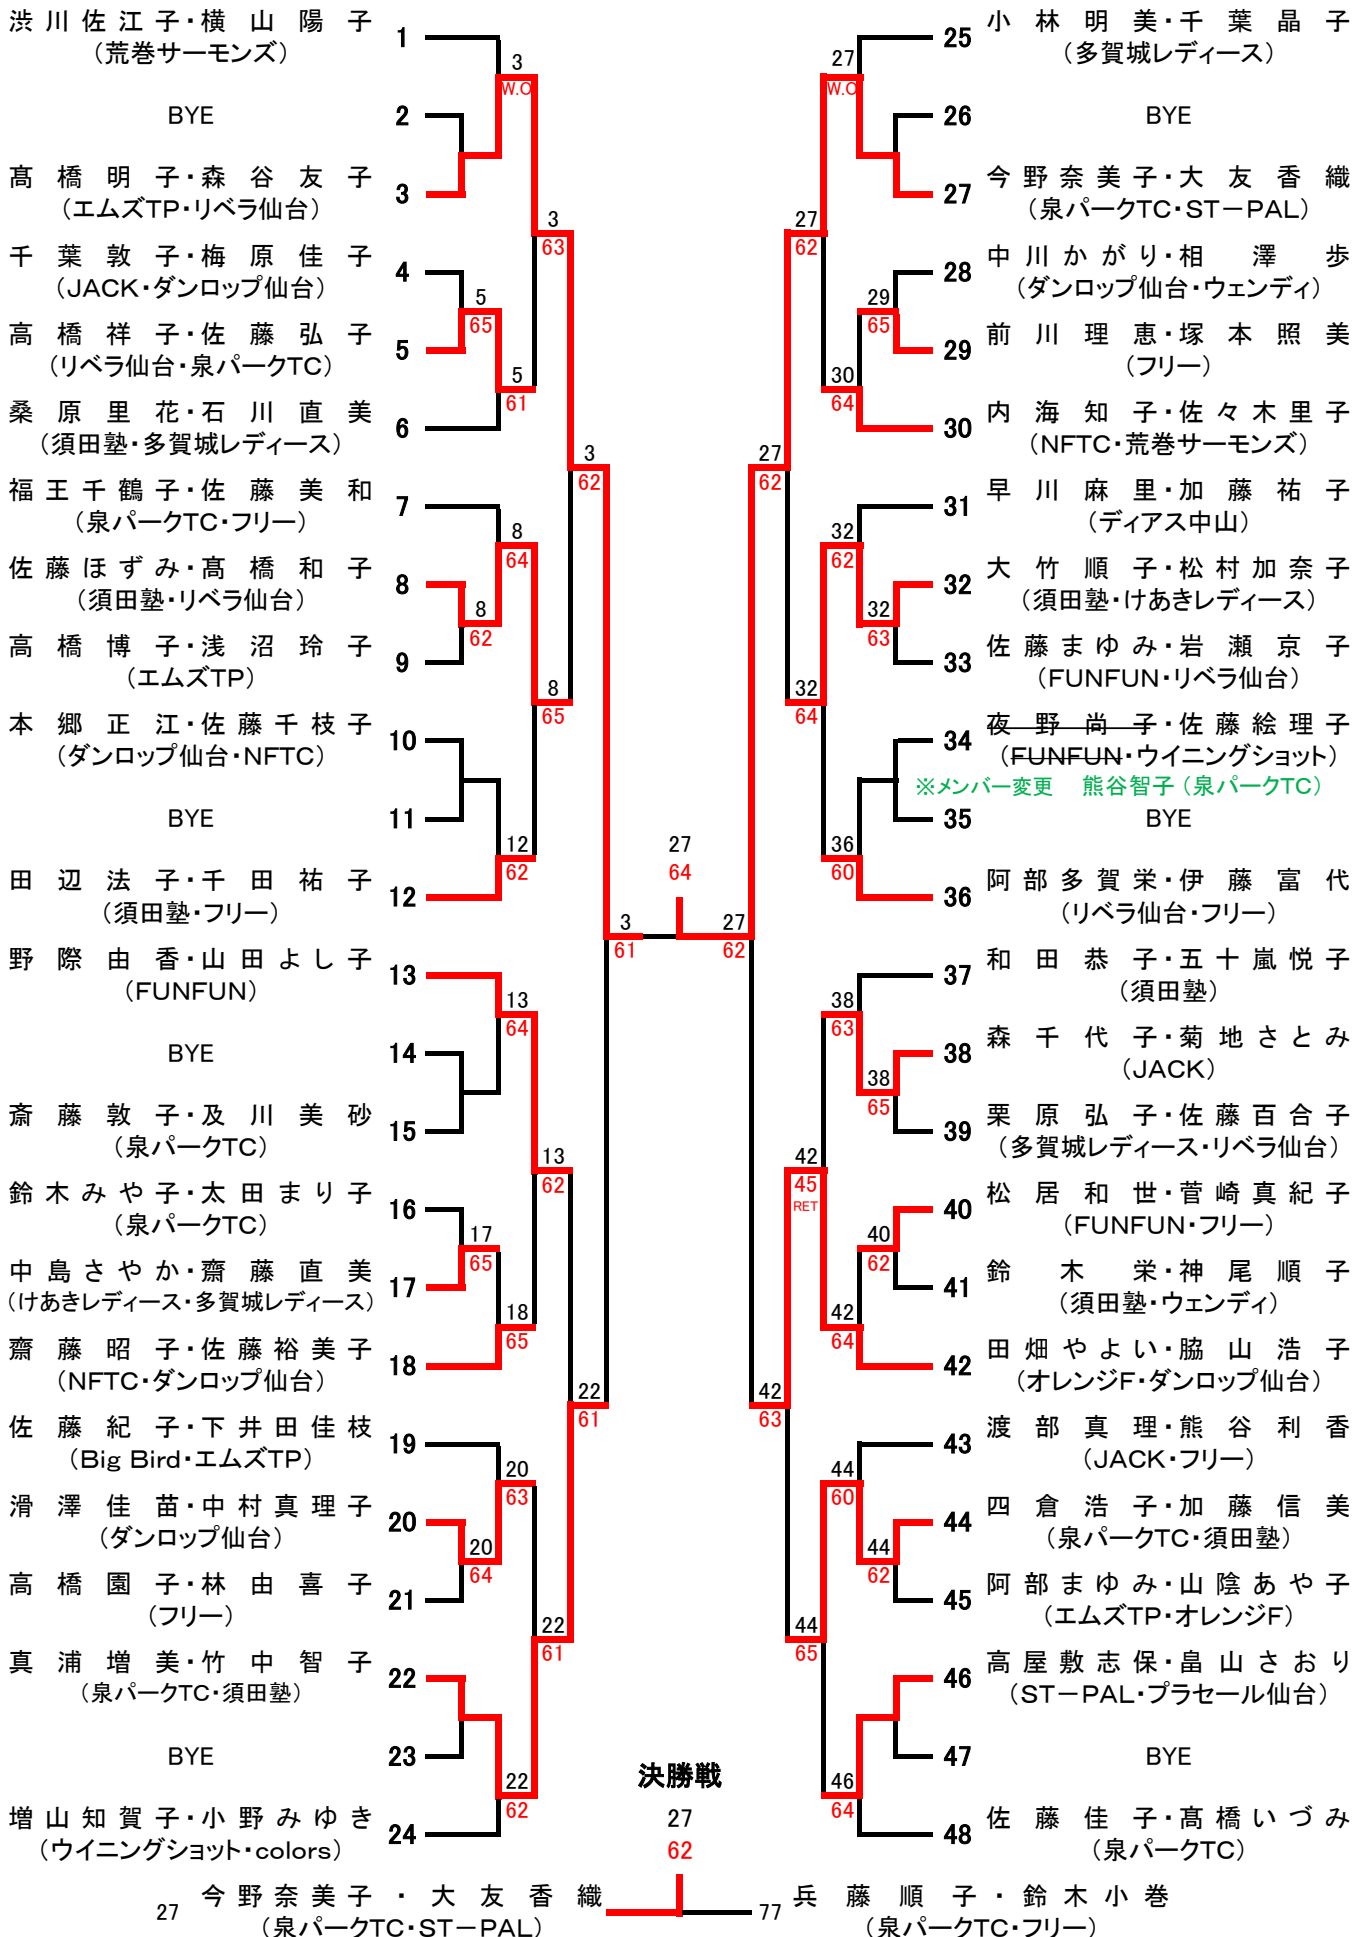 渋川佐江子・横山陽子
(荒巻サーモンズ)
1
BYE
2
髙橋明子・森谷友子
(エムズTP・リベラ仙台)
3
千葉敦子・梅原佳子
(JACK・ダンロップ仙台)
4
高橋祥子・佐藤弘子
(リベラ仙台・泉パークTC)
5
桑原里花・石川直美
(須田塾・多賀城レディース)
6
福王千鶴子・佐藤美和
(泉パークTC・フリー)
7
佐藤ほずみ・髙橋和子
(須田塾・リベラ仙台)
8
高橋博子・浅沼玲子
(エムズTP)
9
本郷正江・佐藤千枝子
(ダンロップ仙台・NFTC)
10
BYE
11
田辺法子・千田祐子
(須田塾・フリー)
12
野際由香・山田よし子
(FUNFUN)
13
BYE
14
斎藤敦子・及川美砂
(泉パークTC)
15
鈴木みや子・太田まり子
(泉パークTC)
16
中島さやか・齋藤直美
(けあきレディース・多賀城レディース)
17
齋藤昭子・佐藤裕美子
(NFTC・ダンロップ仙台)
18
佐藤紀子・下井田佳枝
(Big Bird・エムズTP)
19
滑澤佳苗・中村真理子
(ダンロップ仙台)
20
高橋園子・林由喜子
(フリー)
21
真浦増美・竹中智子
(泉パークTC・須田塾)
22
BYE
23
増山知賀子・小野みゆき
(ウイニングショット・colors)
24
3
W.O
5
65
8
62
17
65
20
64
5
61
8
64
12
62
13
64
18
65
20
63
22
62
3
63
8
65
13
62
22
61
3
62
22
61
3
61
27
64
27
62
27
62
42
63
27
62
32
64
42
45
RET
44
65
27
W.O
30
64
32
62
36
60
38
63
42
64
44
60
46
64
29
65
32
63
38
65
40
62
44
62
25
小林明美・千葉晶子
(多賀城レディース)
26
BYE
27
今野奈美子・大友香織
(泉パークTC・ST－PAL)
28
中川かがり・相澤歩
(ダンロップ仙台・ウェンディ)
29
前川理恵・塚本照美
(フリー)
30
内海知子・佐々木里子
(NFTC・荒巻サーモンズ)
31
早川麻里・加藤祐子
(ディアス中山)
32
大竹順子・松村加奈子
(須田塾・けあきレディース)
33
佐藤まゆみ・岩瀬京子
(FUNFUN・リベラ仙台)
34
夜野尚子・佐藤絵理子
(FUNFUN・ウイニングショット)
※メンバー変更　熊谷智子(泉パークTC)
35
BYE
36
阿部多賀栄・伊藤富代
(リベラ仙台・フリー)
37
和田恭子・五十嵐悦子
(須田塾)
38
森千代子・菊地さとみ
(JACK)
39
栗原弘子・佐藤百合子
(多賀城レディース・リベラ仙台)
40
松居和世・菅崎真紀子
(FUNFUN・フリー)
41
鈴木栄・神尾順子
(須田塾・ウェンディ)
42
田畑やよい・脇山浩子
(オレンジF・ダンロップ仙台)
43
渡部真理・熊谷利香
(JACK・フリー)
44
四倉浩子・加藤信美
(泉パークTC・須田塾)
45
阿部まゆみ・山陰あや子
(エムズTP・オレンジF)
46
高屋敷志保・畠山さおり
(ST－PAL・プラセール仙台)
47
BYE
48
佐藤佳子・髙橋いづみ
(泉パークTC)
決勝戦
27
62
27
今野奈美子・大友香織
(泉パークTC・ST－PAL)
77
兵藤順子・鈴木小巻
(泉パークTC・フリー)